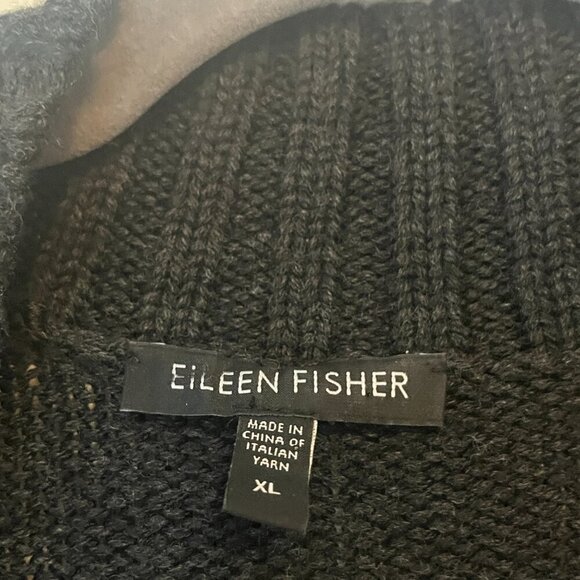 EiLEEN FISHER
MADE IN
CHINA OF
ITALIAN
YARN
XL